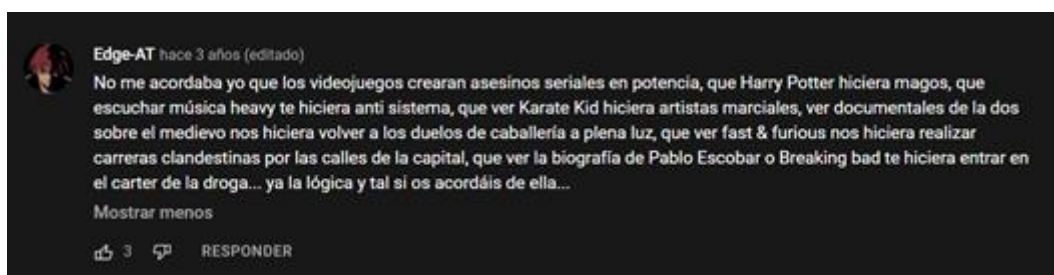 Edge-AT hace 3 años (editado)
No me acordaba yo que los videojuegos crearan asesinos seriales en potencia, que Harry Potter hiciera magos, que
escuchar música heavy te hiciera anti sistema, que ver Karate Kid hiciera artistas marciales, ver documentales de la dos
sobre el medievo nos hiciera volver a los duelos de caballería a plena luz, que ver fast & furious nos hiciera realizar
carreras clandestinas por las calles de la capital, que ver la biografía de Pablo Escobar o Breaking bad te hiciera entrar en
el carter de la droga... ya la lógica y tal si os acordáis de ella...
Mostrar menos
3 RESPONDER